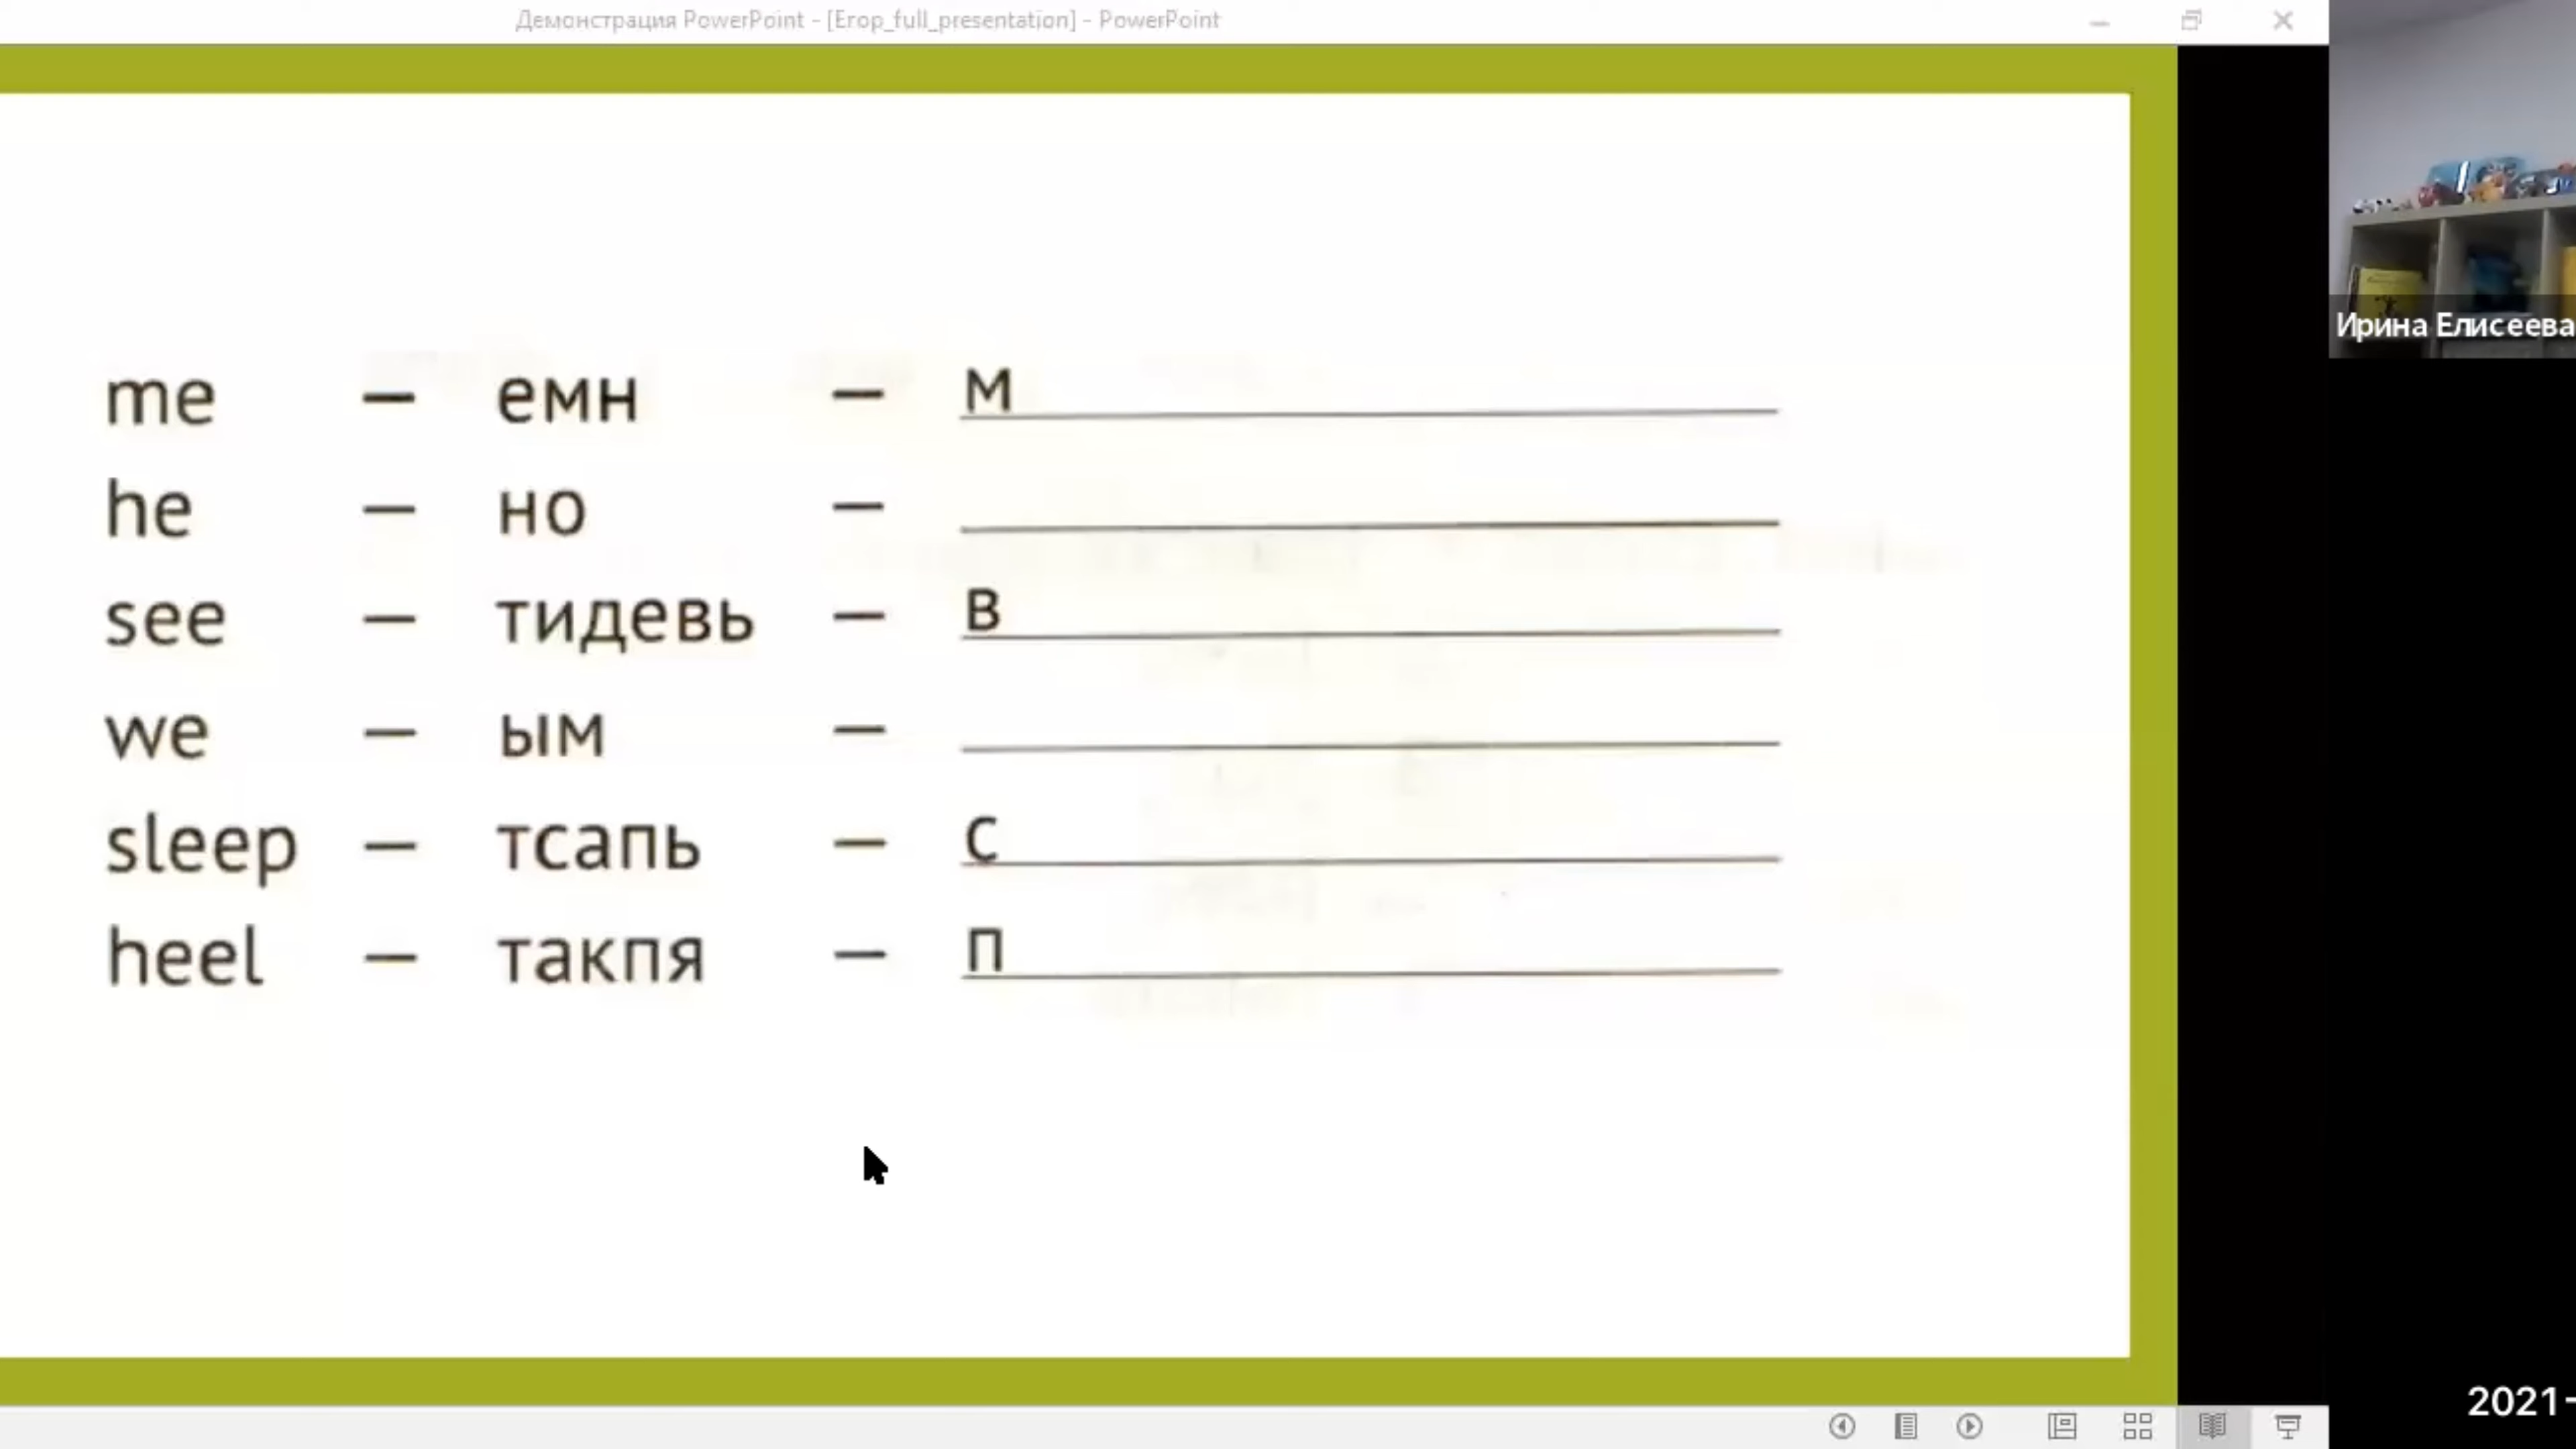 Демонстрация PowerPoint - [Егор_full_presentation] - PowerPoint
Ирина Елисеева
me — емн — м
he — но —
see — тидевь — в
we — ым —
sleep — тсапь — с
heel — такпя — п
2021-